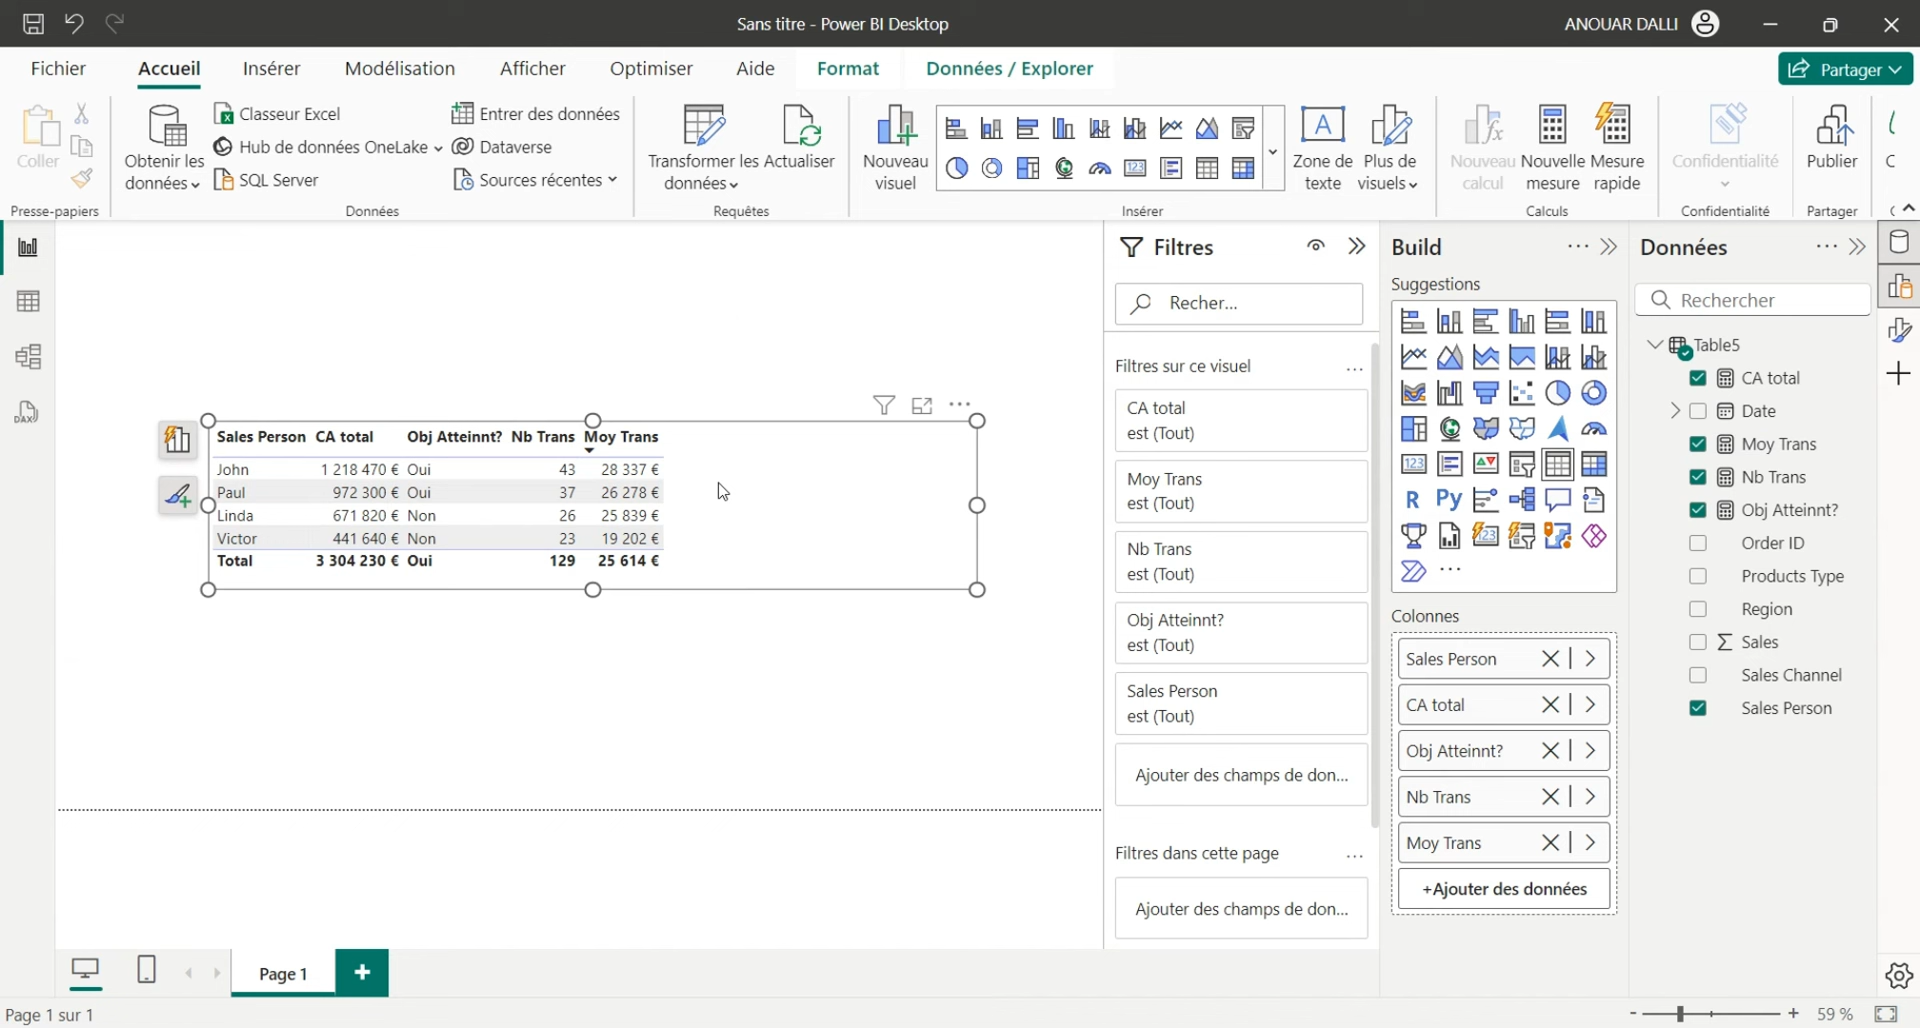 Sans titre - Power BI Desktop
ANOUAR DALLI
Fichier
Accueil
Insérer
Modélisation
Afficher
Optimiser
Aide
Format
Données / Explorer
Partager
Coller
Presse-papiers
Obtenir les données
Classeur Excel
Hub de données OneLake
SQL Server
Entrer des données
Dataverse
Sources récentes
Données
Transformer les données
Actualiser
Requêtes
Nouveau visuel
Zone de texte
Plus de visuels
Insérer
Nouveau calcul
Nouvelle mesure
Mesure rapide
Calculs
Confidentialité
Confidentialité
Publier
Partager
Sales Person CA total Obj Atteinnt? Nb Trans Moy Trans
John 1 218 470 € Oui 43 28 337 €
Paul 972 300 € Oui 37 26 278 €
Linda 671 820 € Non 26 25 839 €
Victor 441 640 € Non 23 19 202 €
Total 3 304 230 € Oui 129 25 614 €
Filtres
Recher...
Filtres sur ce visuel
CA total
est (Tout)
Moy Trans
est (Tout)
Nb Trans
est (Tout)
Obj Atteinnt?
est (Tout)
Sales Person
est (Tout)
Ajouter des champs de don...
Filtres dans cette page
Ajouter des champs de don...
Build
Suggestions
Colonnes
Sales Person
CA total
Obj Atteinnt?
Nb Trans
Moy Trans
+Ajouter des données
Données
Rechercher
Table5
CA total
Date
Moy Trans
Nb Trans
Obj Atteinnt?
Order ID
Products Type
Region
Sales
Sales Channel
Sales Person
Page 1
Page 1 sur 1
59 %